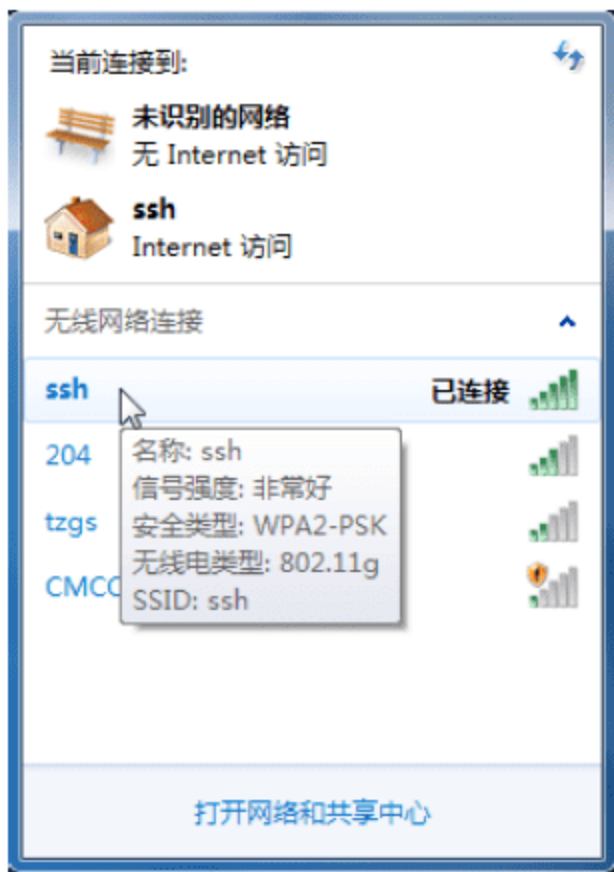 当前连接到:
未识别的网络
无 Internet 访问
ssh
Internet 访问
无线网络连接
ssh 已连接
204
tzgs
名称: ssh
信号强度: 非常好
安全类型: WPA2-PSK
无线电类型: 802.11g
SSID: ssh
打开网络和共享中心